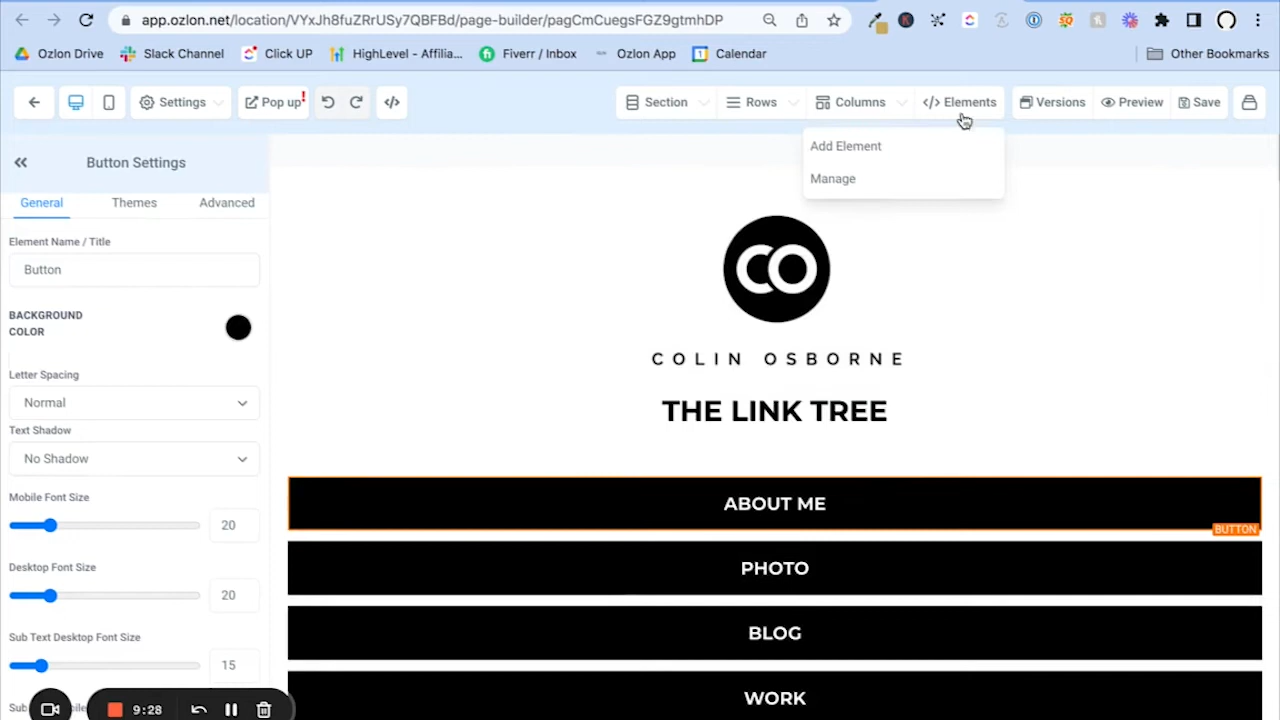 app.ozlon.net/location/VYxJh8fuZRrUSy7QBFBd/page-builder/pagCmCuegsFGZ9gtmhDP
Ozlon Drive Slack Channel Click UP HighLevel - Affilia... Fiverr / Inbox Ozlon App Calendar Other Bookmarks
Settings Pop up! Section Rows Columns </> Elements Versions Preview Save
Add Element
Manage
Button Settings
General Themes Advanced
Element Name / Title
Button
BACKGROUND
COLOR
Letter Spacing
Normal
Text Shadow
No Shadow
Mobile Font Size
20
Desktop Font Size
20
Sub Text Desktop Font Size
15
9:28
CO
COLIN OSBORNE
THE LINK TREE
ABOUT ME
BUTTON
PHOTO
BLOG
WORK